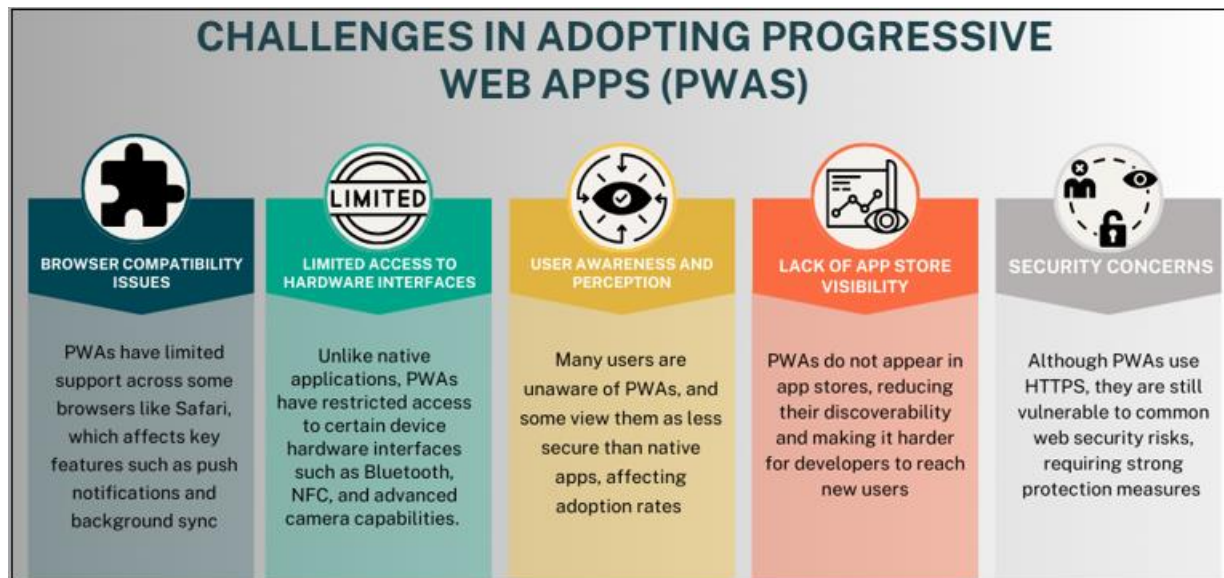 CHALLENGES IN ADOPTING PROGRESSIVE
WEB APPS (PWAS)
BROWSER COMPATIBILITY
ISSUES
PWAs have limited
support across some
browsers like Safari,
which affects key
features such as push
notifications and
background sync
LIMITED
LIMITED ACCESS TO
HARDWARE INTERFACES
Unlike native
applications, PWAs
have restricted access
to certain device
hardware interfaces
such as Bluetooth,
NFC, and advanced
camera capabilities.
USER AWARENESS AND
PERCEPTION
Many users are
unaware of PWAs, and
some view them as less
secure than native
apps, affecting
adoption rates
LACK OF APP STORE
VISIBILITY
PWAs do not appear in
app stores, reducing
their discoverability
and making it harder
for developers to reach
new users
SECURITY CONCERNS
Although PWAs use
HTTPS, they are still
vulnerable to common
web security risks,
requiring strong
protection measures